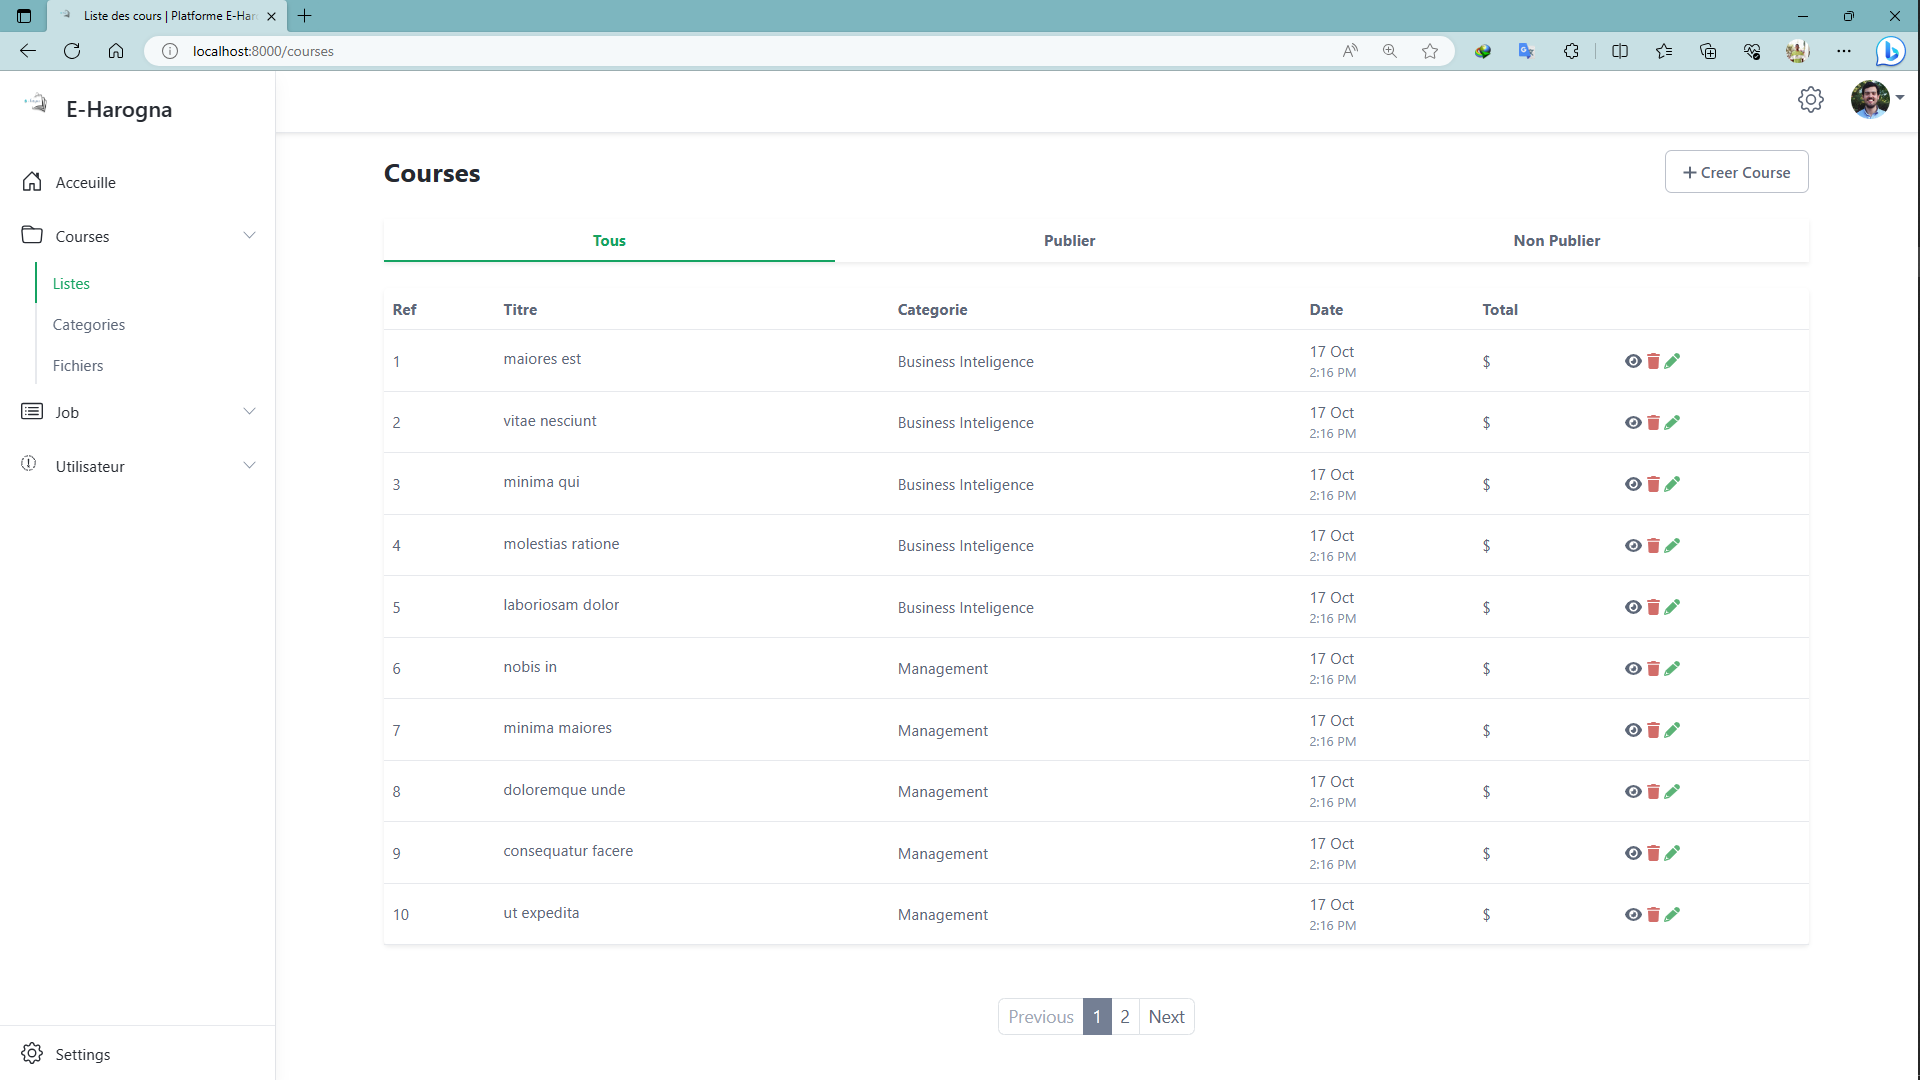 Liste des cours | Platforme E-Har
localhost:8000/courses
E-Harogna
Acceuille
Courses
Listes
Categories
Fichiers
Job
Utilisateur
Settings
Courses
+ Creer Course
Tous Publier Non Publier
Ref Titre Categorie Date Total
1 maiores est Business Inteligence 17 Oct $
2:16 PM
2 vitae nesciunt Business Inteligence 17 Oct $
2:16 PM
3 minima qui Business Inteligence 17 Oct $
2:16 PM
4 molestias ratione Business Inteligence 17 Oct $
2:16 PM
5 laboriosam dolor Business Inteligence 17 Oct $
2:16 PM
6 nobis in Management 17 Oct $
2:16 PM
7 minima maiores Management 17 Oct $
2:16 PM
8 doloremque unde Management 17 Oct $
2:16 PM
9 consequatur facere Management 17 Oct $
2:16 PM
10 ut expedita Management 17 Oct $
2:16 PM
Previous 1 2 Next